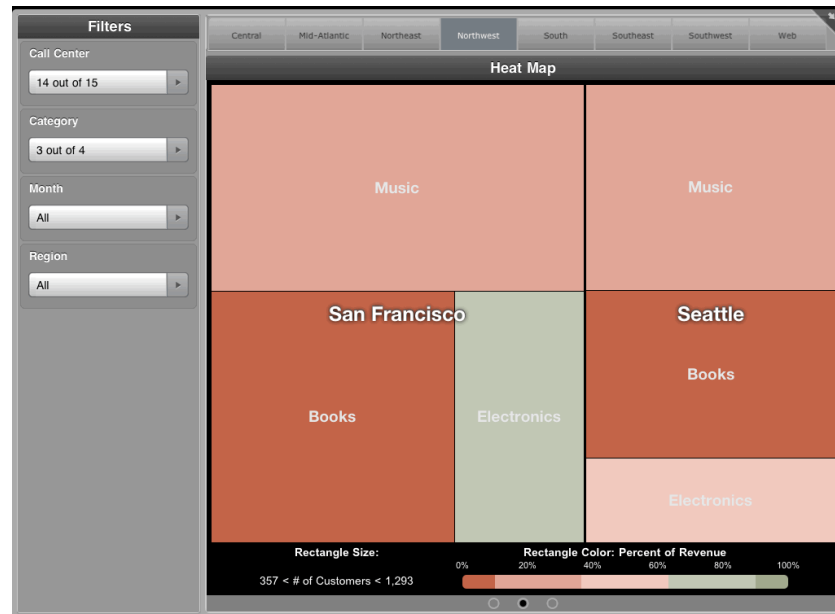 Filters
Call Center
14 out of 15
Category
3 out of 4
Month
All
Region
All
Central Mid-Atlantic Northeast Northwest South Southeast Southwest Web
Heat Map
Music Music
San Francisco Seattle
Books
Books Electronics
Electronics
Rectangle Size: Rectangle Color: Percent of Revenue
0% 20% 40% 60% 80% 100%
357 < # of Customers < 1,293